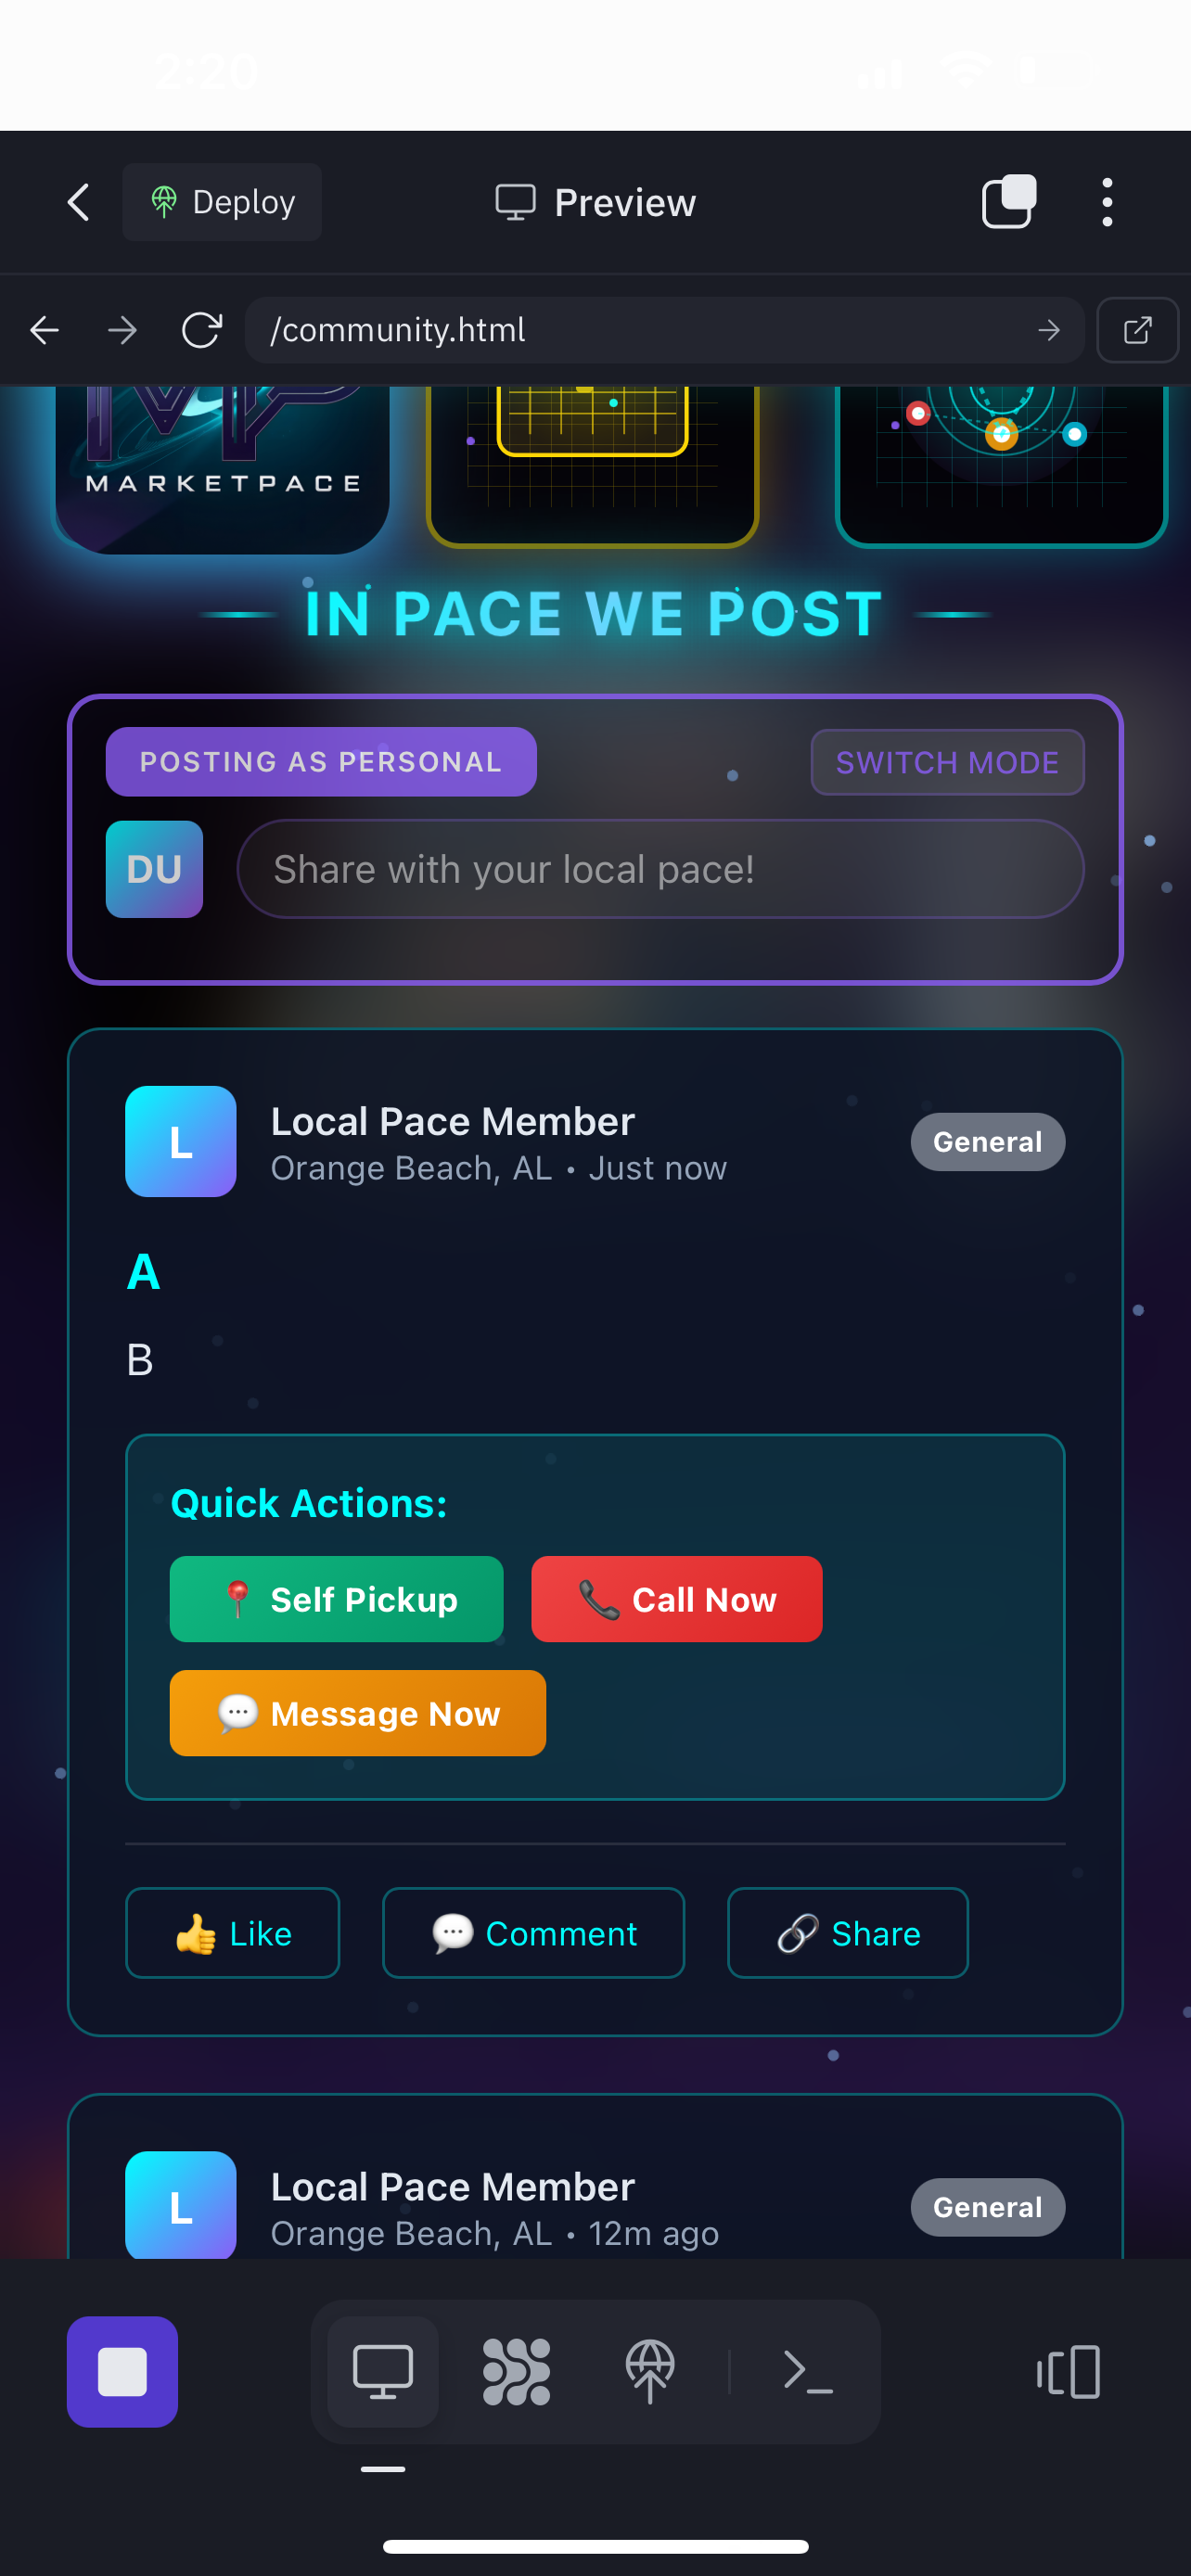 2:20
Deploy
Preview
/community.html
MP
MARKETPACE
IN PACE WE POST
POSTING AS PERSONAL
SWITCH MODE
DU
Share with your local pace!
L
Local Pace Member
General
Orange Beach, AL • Just now
A
B
Quick Actions:
Self Pickup
Call Now
Message Now
Like
Comment
Share
L
Local Pace Member
General
Orange Beach, AL • 12m ago